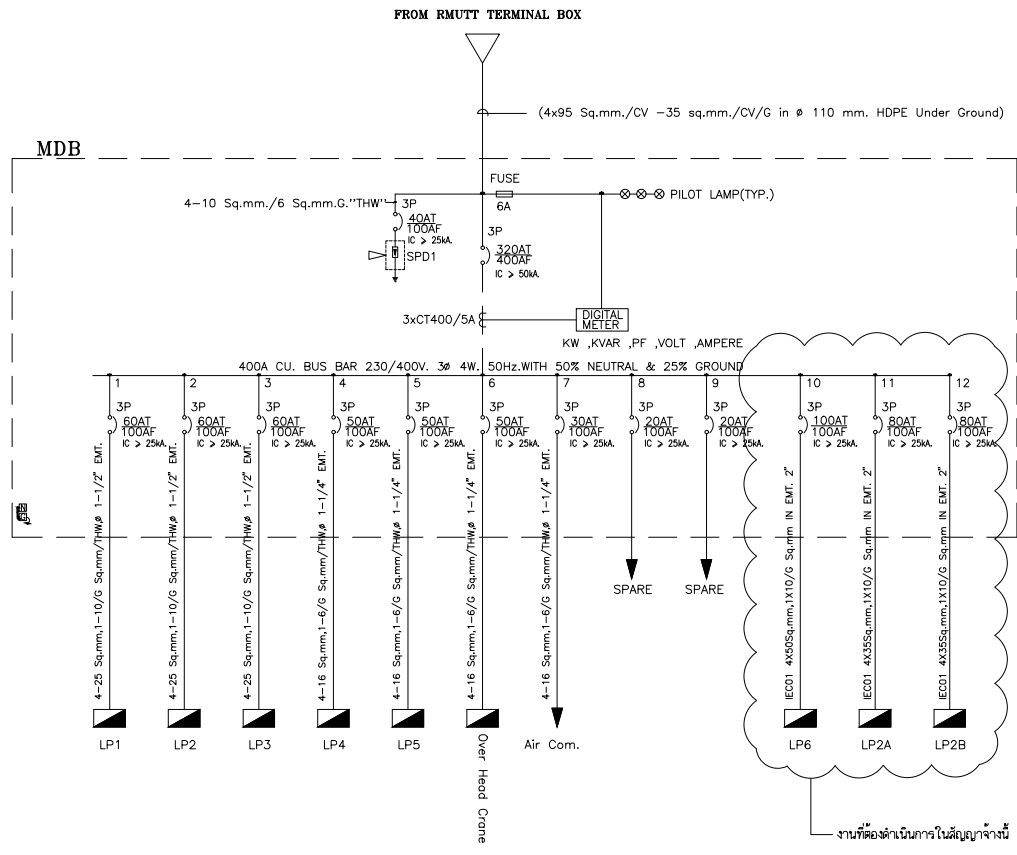 FROM RMUTT TERMINAL BOX
(4x95 Sq.mm./CV -35 sq.mm./CV/G in ø 110 mm. HDPE Under Ground)
MDB
FUSE
6A
PILOT LAMP(TYP.)
4-10 Sq.mm./6 Sq.mm.G."THW"
3P
40AT
100AF
IC > 25kA.
SPD1
3P
320AT
400AF
IC > 50kA.
3xCT400/5A
DIGITAL
METER
KW ,KVAR ,PF ,VOLT ,AMPERE
400A CU. BUS BAR 230/400V. 3ø 4W. 50Hz.WITH 50% NEUTRAL & 25% GROUND
1
3P
60AT
100AF
IC > 25kA.
4-25 Sq.mm,1-10/G Sq.mm/THW,ø 1-1/2" EMT.
LP1
2
3P
60AT
100AF
IC > 25kA.
4-25 Sq.mm,1-10/G Sq.mm/THW,ø 1-1/2" EMT.
LP2
3
3P
60AT
100AF
IC > 25kA.
4-25 Sq.mm,1-10/G Sq.mm/THW,ø 1-1/2" EMT.
LP3
4
3P
50AT
100AF
IC > 25kA.
4-16 Sq.mm,1-6/G Sq.mm/THW,ø 1-1/4" EMT.
LP4
5
3P
50AT
100AF
IC > 25kA.
4-16 Sq.mm,1-6/G Sq.mm/THW,ø 1-1/4" EMT.
LP5
6
3P
50AT
100AF
IC > 25kA.
4-16 Sq.mm,1-6/G Sq.mm/THW,ø 1-1/4" EMT.
Over Head Crane
7
3P
30AT
100AF
IC > 25kA.
4-16 Sq.mm,1-6/G Sq.mm/THW,ø 1-1/4" EMT.
Air Com.
8
3P
20AT
100AF
IC > 25kA.
SPARE
9
3P
20AT
100AF
IC > 25kA.
SPARE
10
3P
100AT
100AF
IC > 25kA.
IEC01 4X50Sq.mm,1X10/G Sq.mm IN EMT. 2"
LP6
11
3P
80AT
100AF
IC > 25kA.
IEC01 4X35Sq.mm,1X10/G Sq.mm IN EMT. 2"
LP2A
12
3P
80AT
100AF
IC > 25kA.
IEC01 4X35Sq.mm,1X10/G Sq.mm IN EMT. 2"
LP2B
งานที่ต้องดำเนินการในสัญญาจ้างนี้